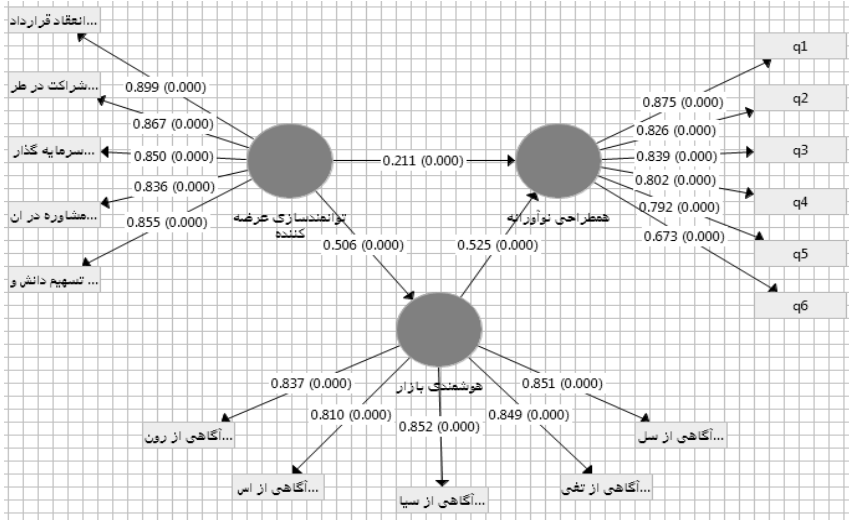 ...انعقاد قرارداد
...شراکت در طر
...سرمایه گذار
...مشاوره در ان
... تسهیم دانش و
0.899 (0.000)
0.867 (0.000)
0.850 (0.000)
0.836 (0.000)
0.855 (0.000)
توانمندسازی عرضه
کننده
0.211 (0.000)
0.506 (0.000)
0.525 (0.000)
همطراحی نوآورانه
0.875 (0.000)
0.826 (0.000)
0.839 (0.000)
0.802 (0.000)
0.792 (0.000)
0.673 (0.000)
q1
q2
q3
q4
q5
q6
هوشمندی بازار
0.837 (0.000)
0.810 (0.000)
0.852 (0.000)
0.849 (0.000)
0.851 (0.000)
...آگاهی از رون
...آگاهی از اس
...آگاهی از سیا
...آگاهی از تغی
...آگاهی از سل